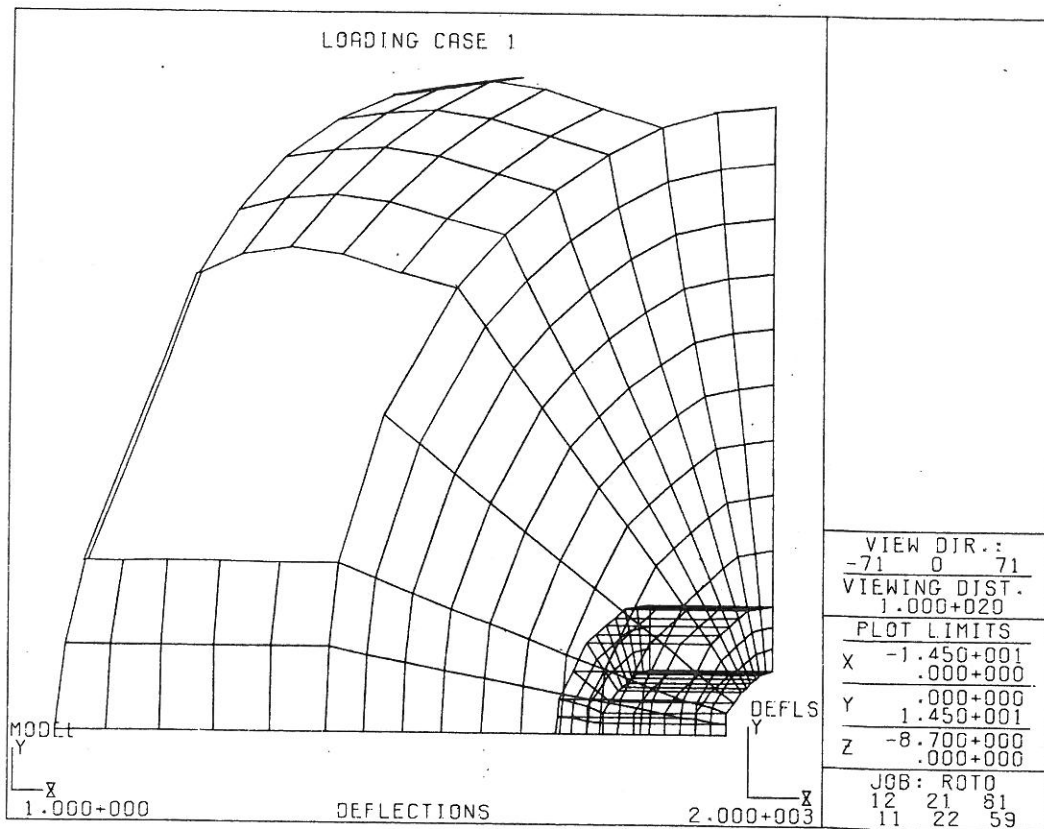 LOADING CASE 1
MODEL
Y
X
1.000+000
DEFLECTIONS
DEFLS
Y
X
2.000+003
VIEW DIR.:
-71 0 71
VIEWING DIST.
1.000+020
PLOT LIMITS
X -1.450+001
.000+000
Y .000+000
1.450+001
Z -8.700+000
.000+000
JOB: ROTO
12 21 81
11 22 59